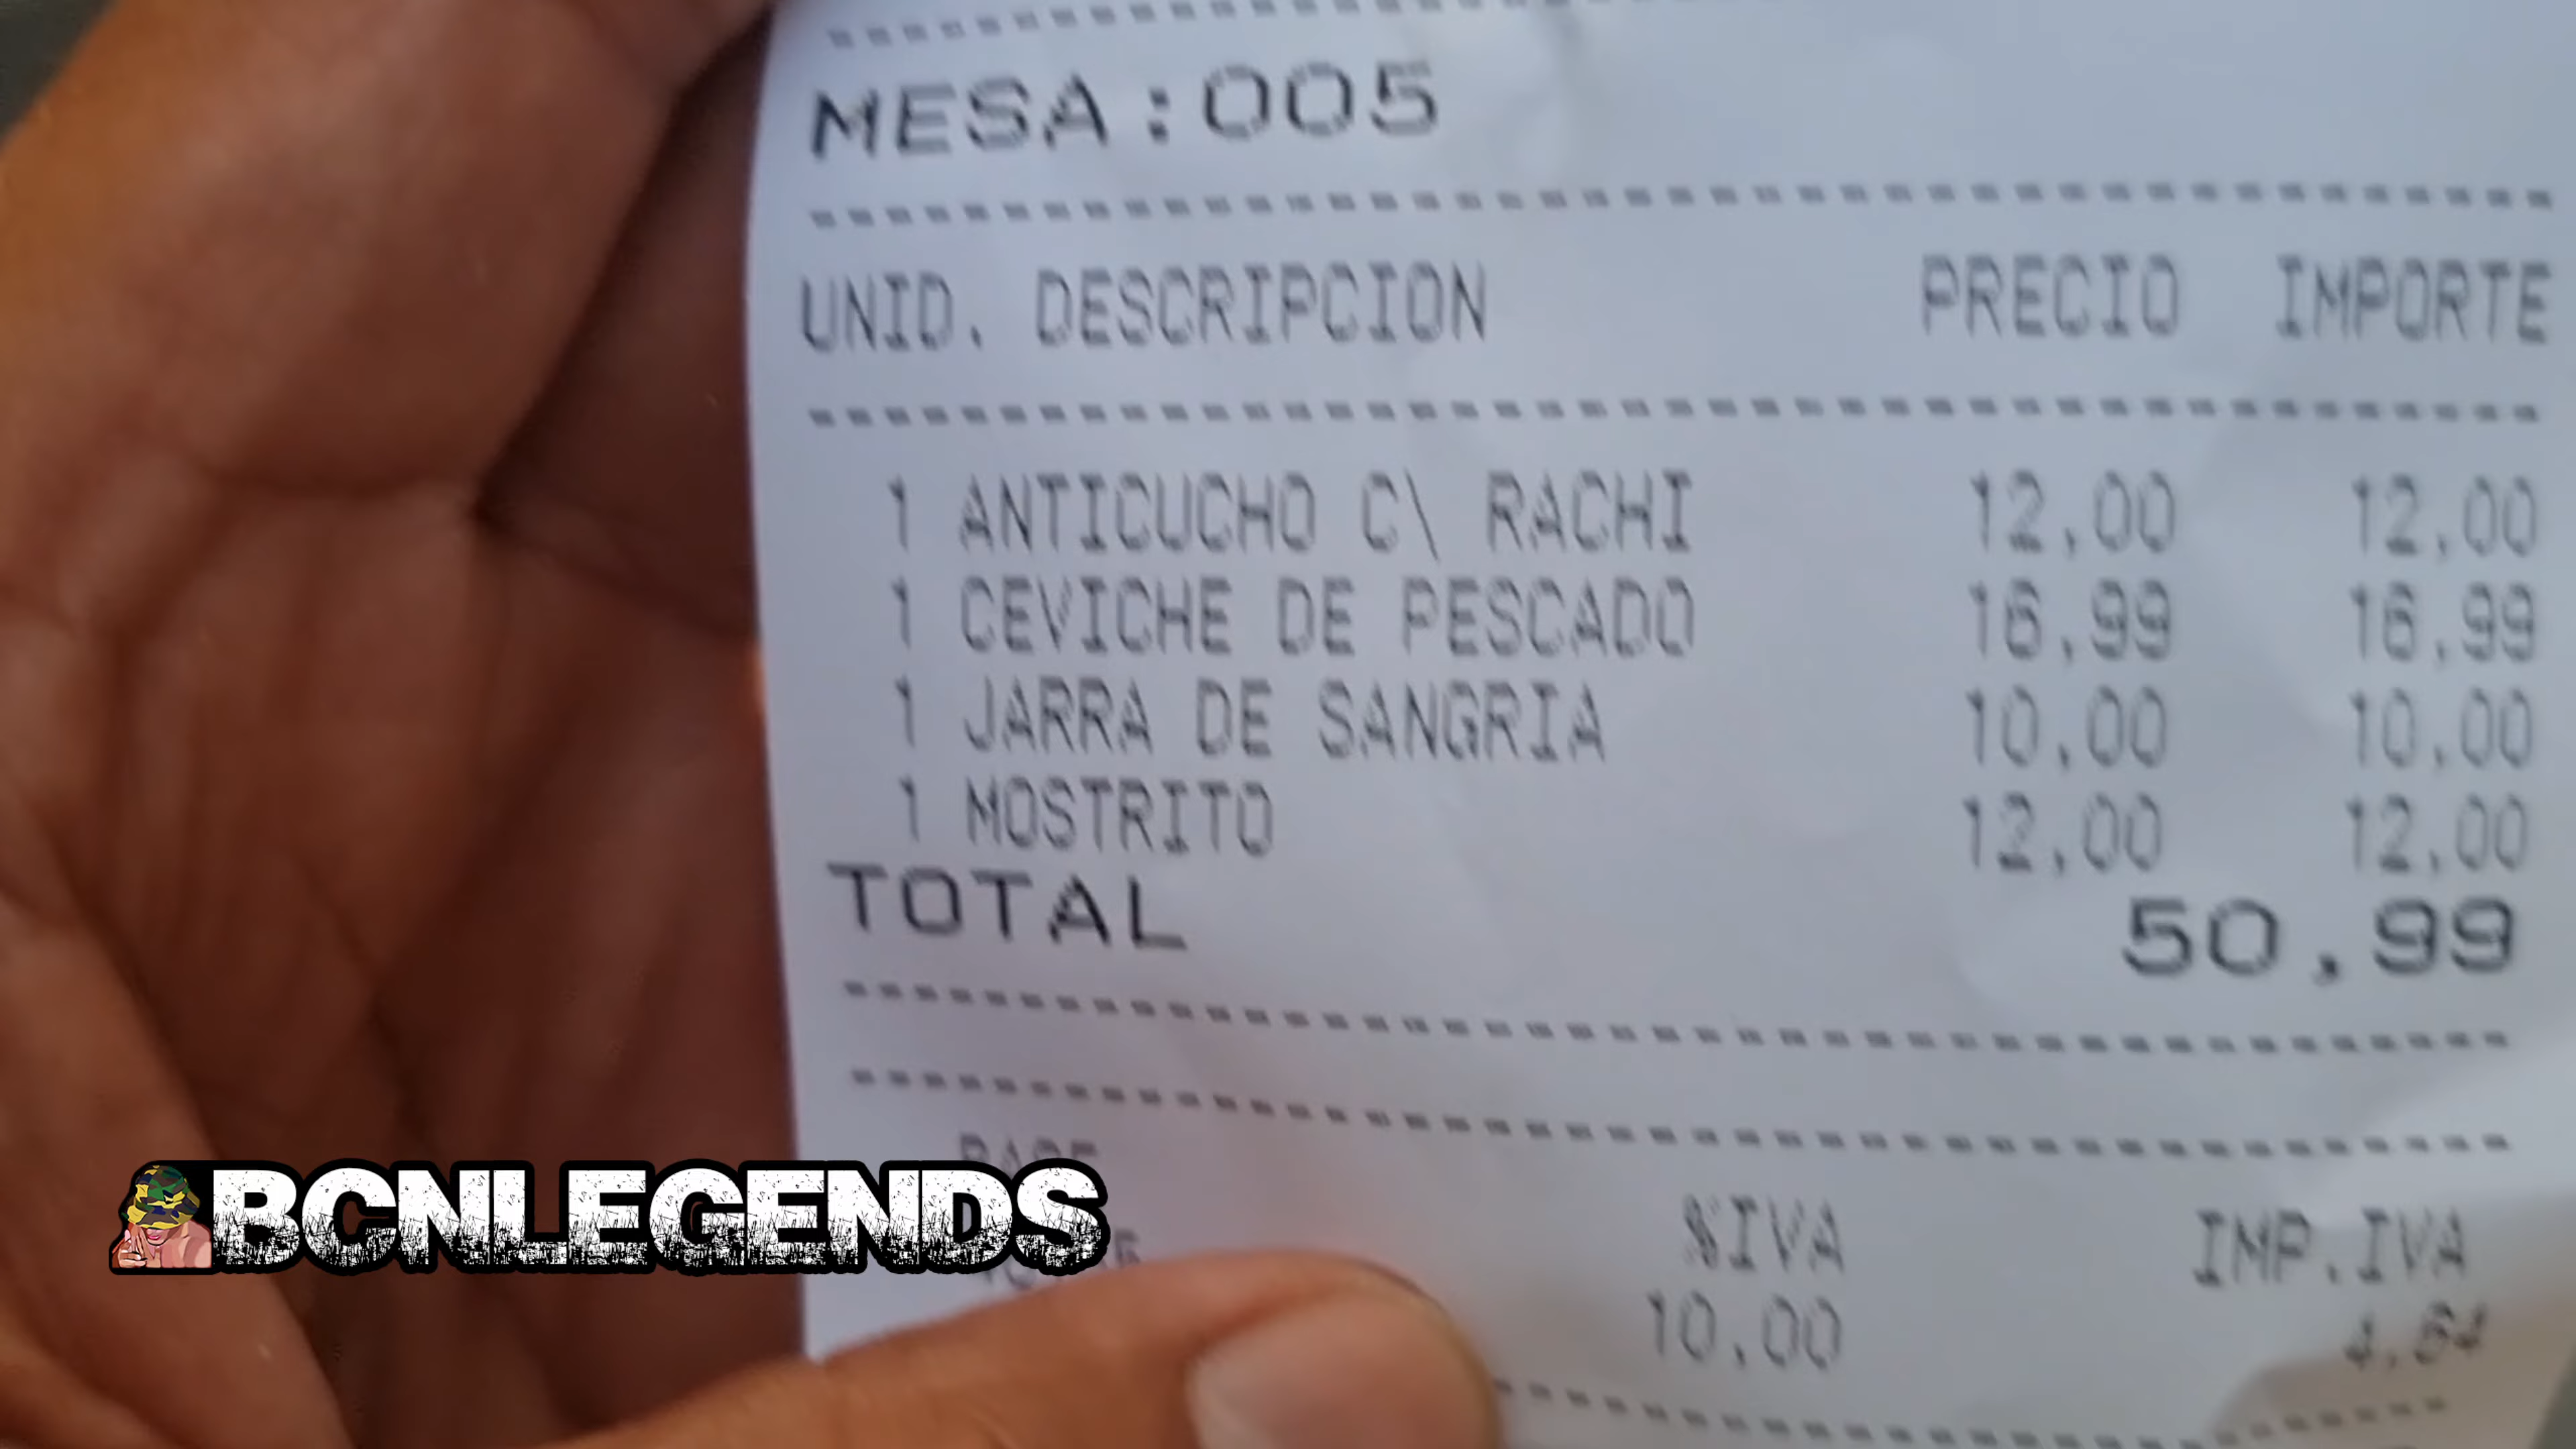 MESA:005
UNID. DESCRIPCION PRECIO IMPORTE
1 ANTICUCHO C\ RACHI 12,00 12,00
1 CEVICHE DE PESCADO 16,99 16,99
1 JARRA DE SANGRIA 10,00 10,00
1 MOSTRITO 12,00 12,00
TOTAL 50,99
%IVA IMP.IVA
10,00 4,64
BCNLEGENDS